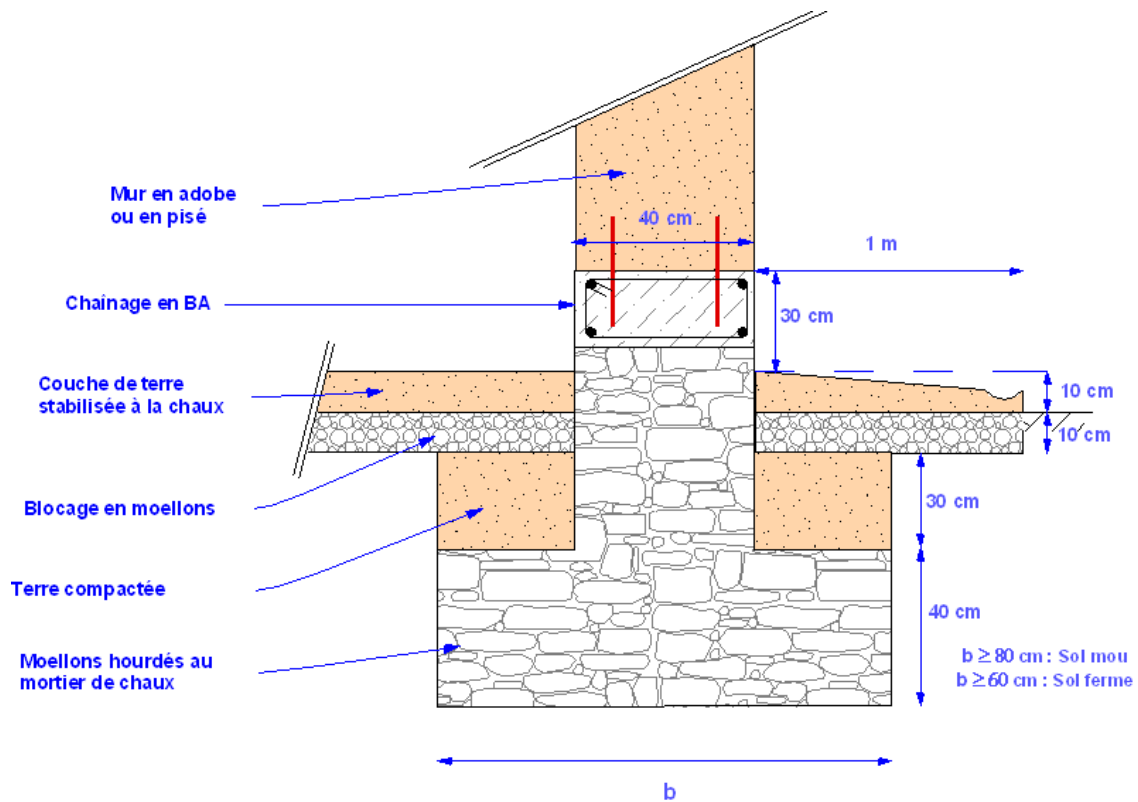 Mur en adobe
ou en pisé
40 cm
1 m
Chaînage en BA
30 cm
Couche de terre
stabilisée à la chaux
10 cm
10 cm
Blocage en moellons
30 cm
Terre compactée
40 cm
Moellons hourdés au
mortier de chaux
b ≥ 80 cm : Sol mou
b ≥ 60 cm : Sol ferme
b